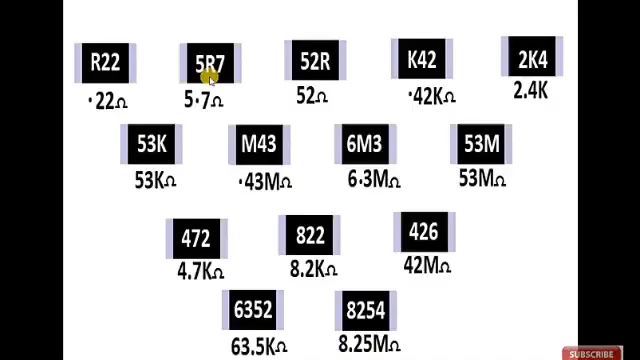 R22 5R7 52R K42 2K4
·22Ω 5·7Ω 52Ω ·42KΩ 2.4K
53K M43 6M3 53M
53KΩ ·43MΩ 6·3MΩ 53MΩ
472 822 426
4.7KΩ 8.2KΩ 42MΩ
6352 8254
63.5KΩ 8.25MΩ
SUBSCRIBE